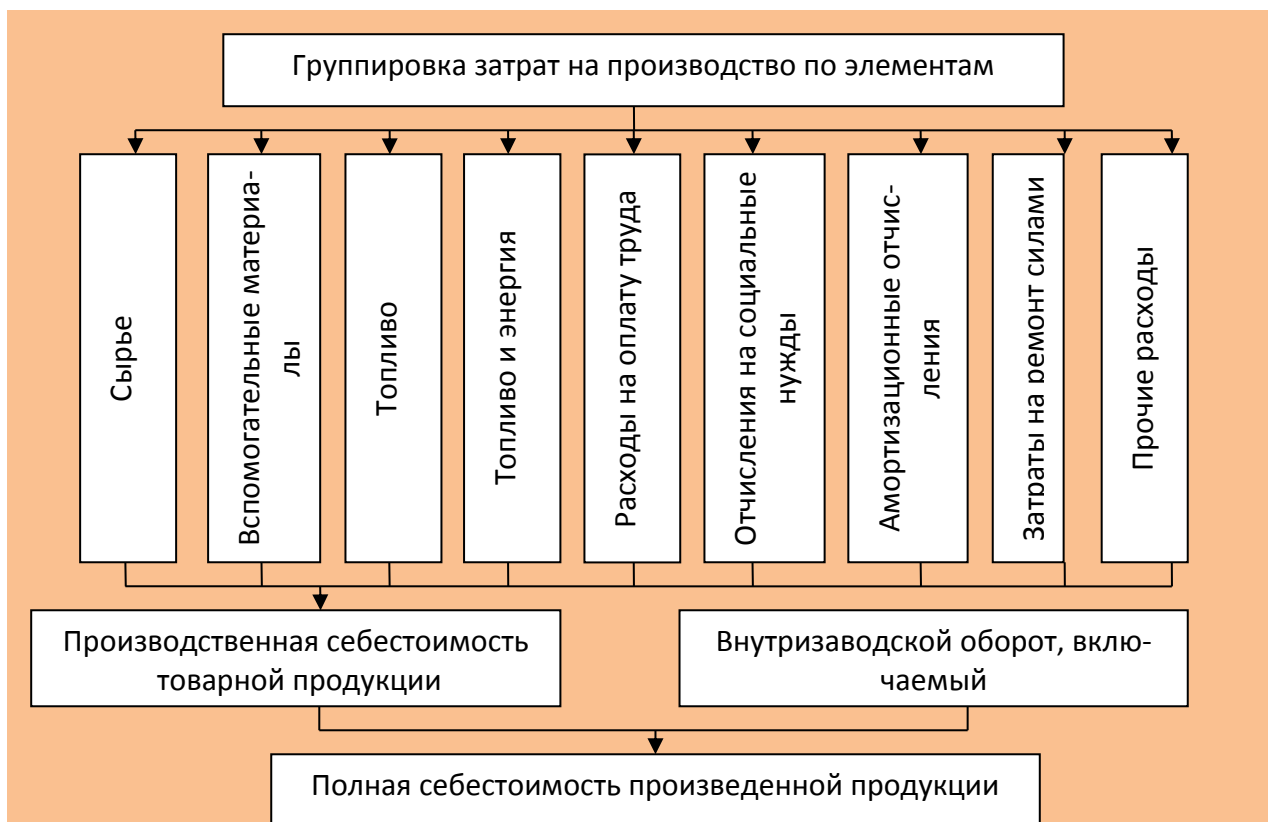 Группировка затрат на производство по элементам
Сырье
Вспомогательные материа-
лы
Топливо
Топливо и энергия
Расходы на оплату труда
Отчисления на социальные
нужды
Амортизационные отчис-
ления
Затраты на ремонт силами
Прочие расходы
Производственная себестоимость
товарной продукции
Внутризаводской оборот, вклю-
чаемый
Полная себестоимость произведенной продукции